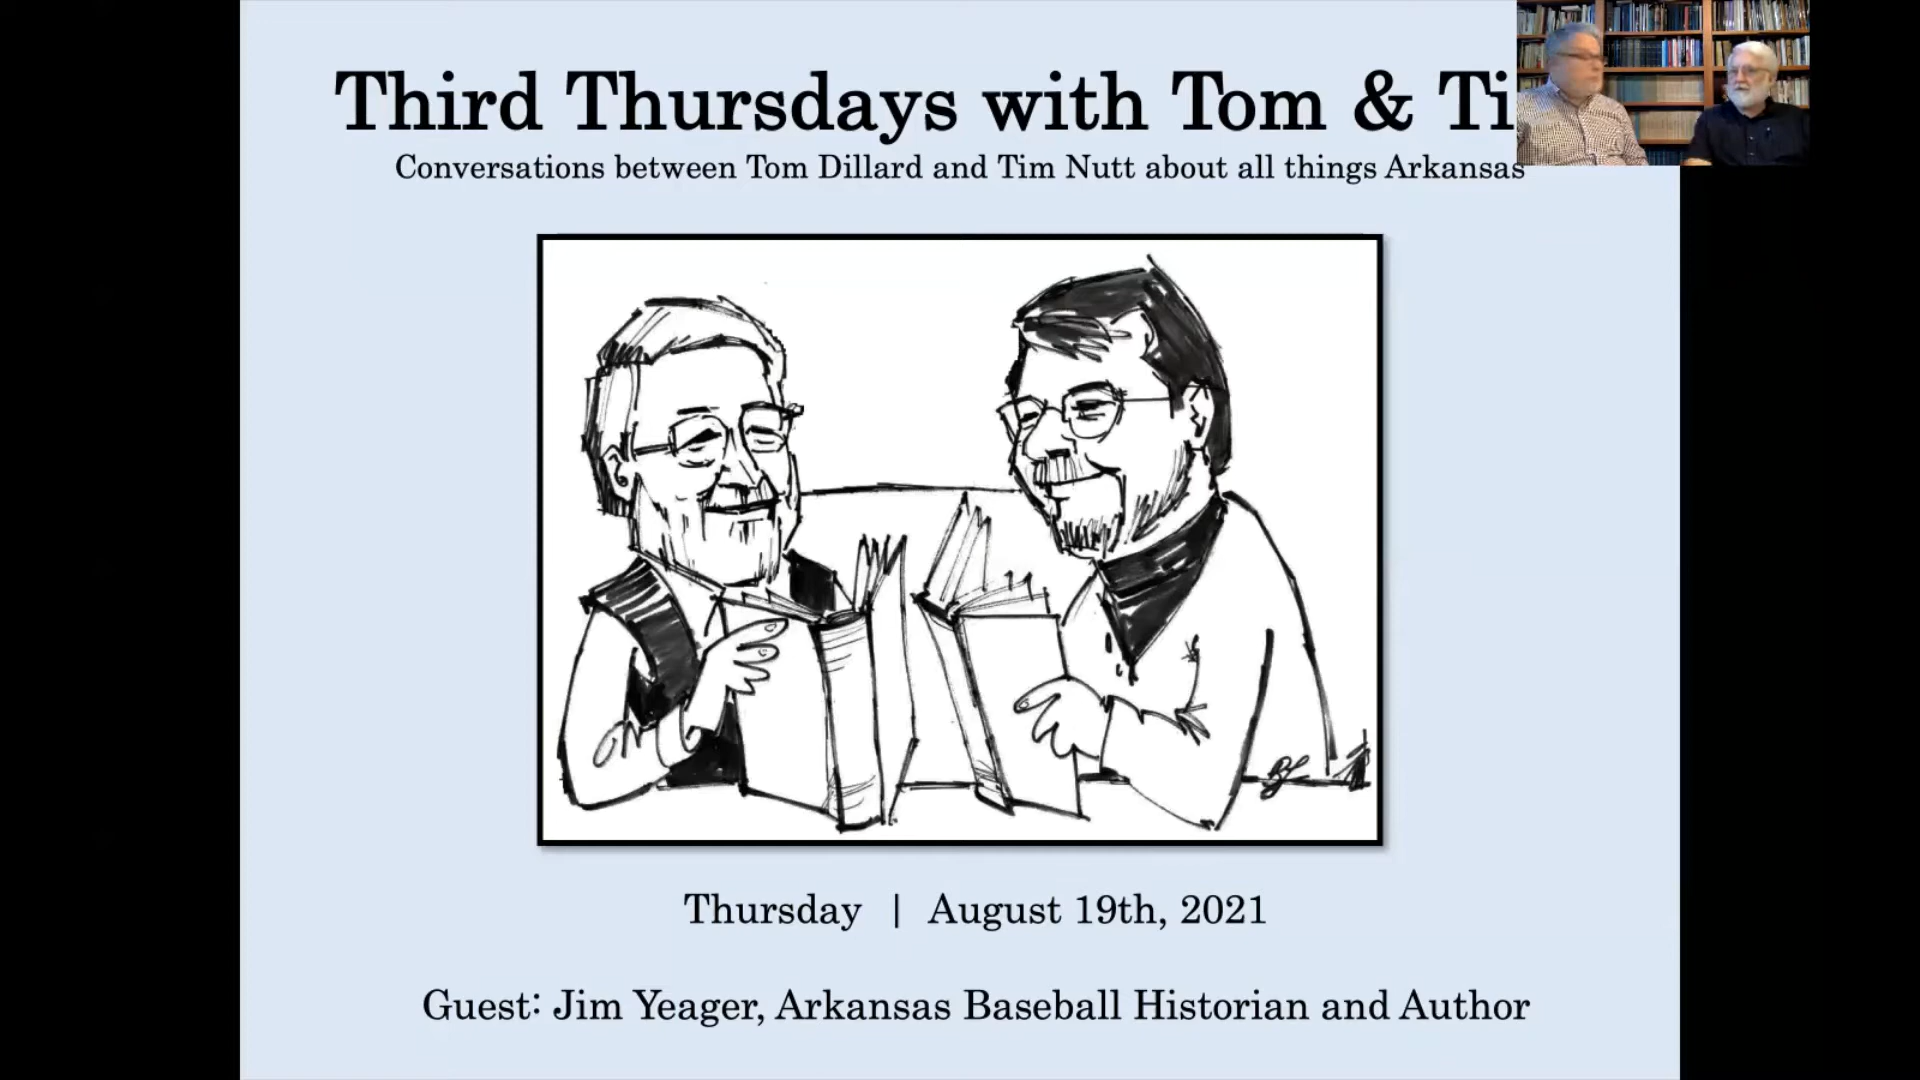 Third Thursdays with Tom & Ti
Conversations between Tom Dillard and Tim Nutt about all things Arkansas
Thursday | August 19th, 2021
Guest: Jim Yeager, Arkansas Baseball Historian and Author